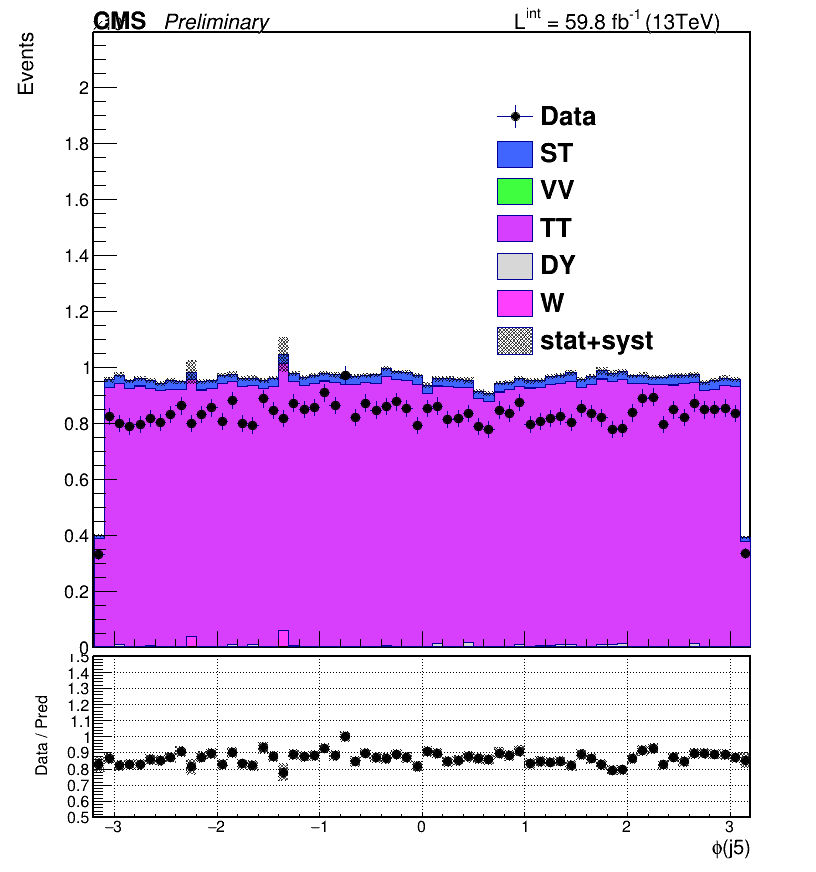 CMS Preliminary L^int = 59.8 fb^-1 (13TeV)
Events
2
1.8
1.6
1.4
1.2
1
0.8
0.6
0.4
0.2
0
Data
ST
VV
TT
DY
W
stat+syst
Data / Pred
1.5
1.4
1.3
1.2
1.1
1
0.9
0.8
0.7
0.6
0.5
−3 −2 −1 0 1 2 3
ϕ(j5)